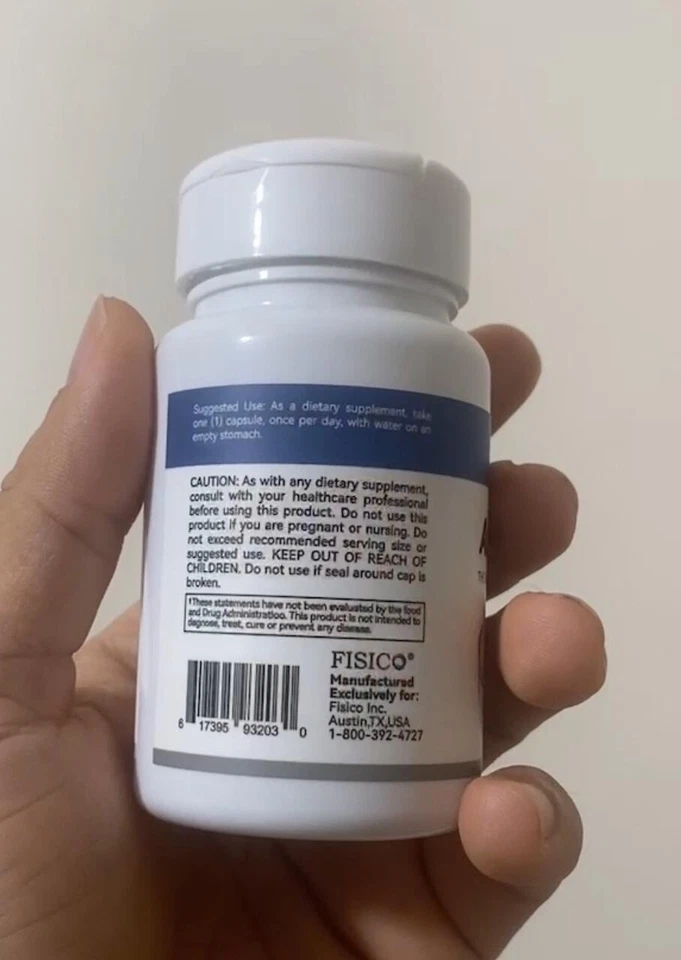 Suggested Use: As a dietary supplement, take
one (1) capsule, once per day, with water on an
empty stomach.
CAUTION: As with any dietary supplement,
consult with your healthcare professional
before using this product. Do not use this
product if you are pregnant or nursing. Do
not exceed recommended serving size or
suggested use. KEEP OUT OF REACH OF
CHILDREN. Do not use if seal around cap is
broken.
†These statements have not been evaluated by the food
and Drug Administratioo. This product is not intended to
diagnose, treat, cure or prevent any disease.
FISICO®
Manufactured
Exclusively for:
Fisico Inc.
Austin,TX,USA
1-800-392-4727
6 17395 93203 0